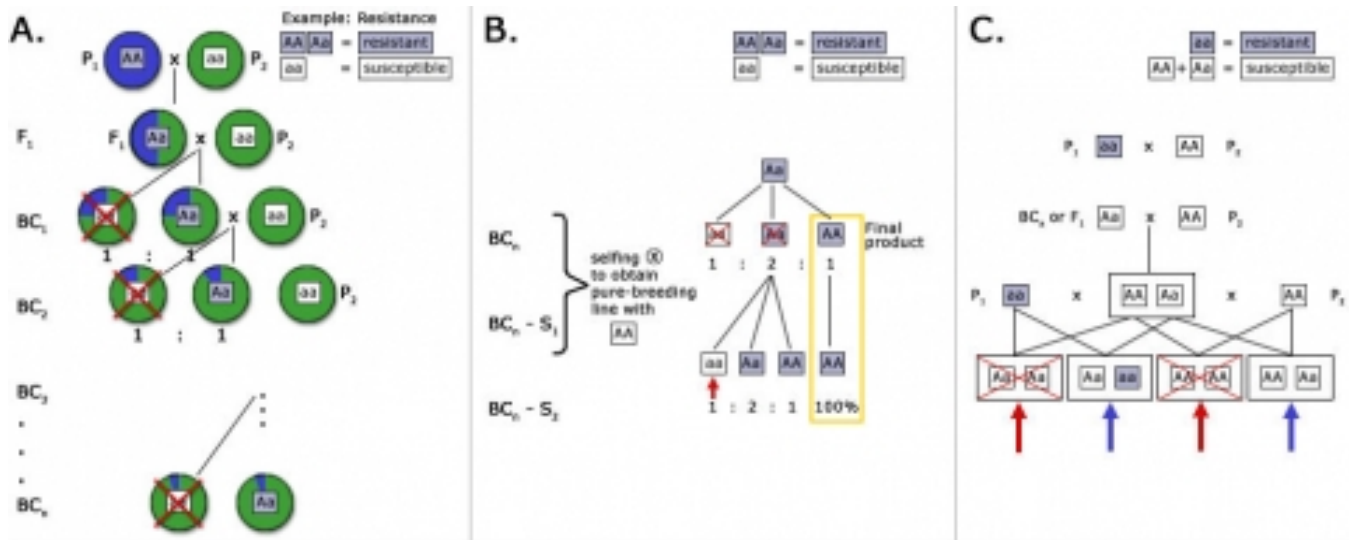 A.
Example: Resistance
AA Aa = resistant
aa = susceptible
P1 AA x aa P2
F1 F1 Aa x aa P2
BC1 Aa x aa P2
1 : 1
BC2 Aa aa P2
1 : 1
BC3
BCn Aa
B.
AA Aa = resistant
aa = susceptible
Aa
BCn aa Aa AA Final
product
1 : 2 : 1
selfing ⓧ
to obtain
pure-breeding
line with
AA
BCn - S1
aa Aa AA AA
BCn - S2 1 : 2 : 1 100%
C.
aa = resistant
AA + Aa = susceptible
P1 aa x AA P2
BCn or F1 Aa x AA P2
P1 aa x AA Aa x AA P2
Aa Aa Aa aa AA AA AA Aa